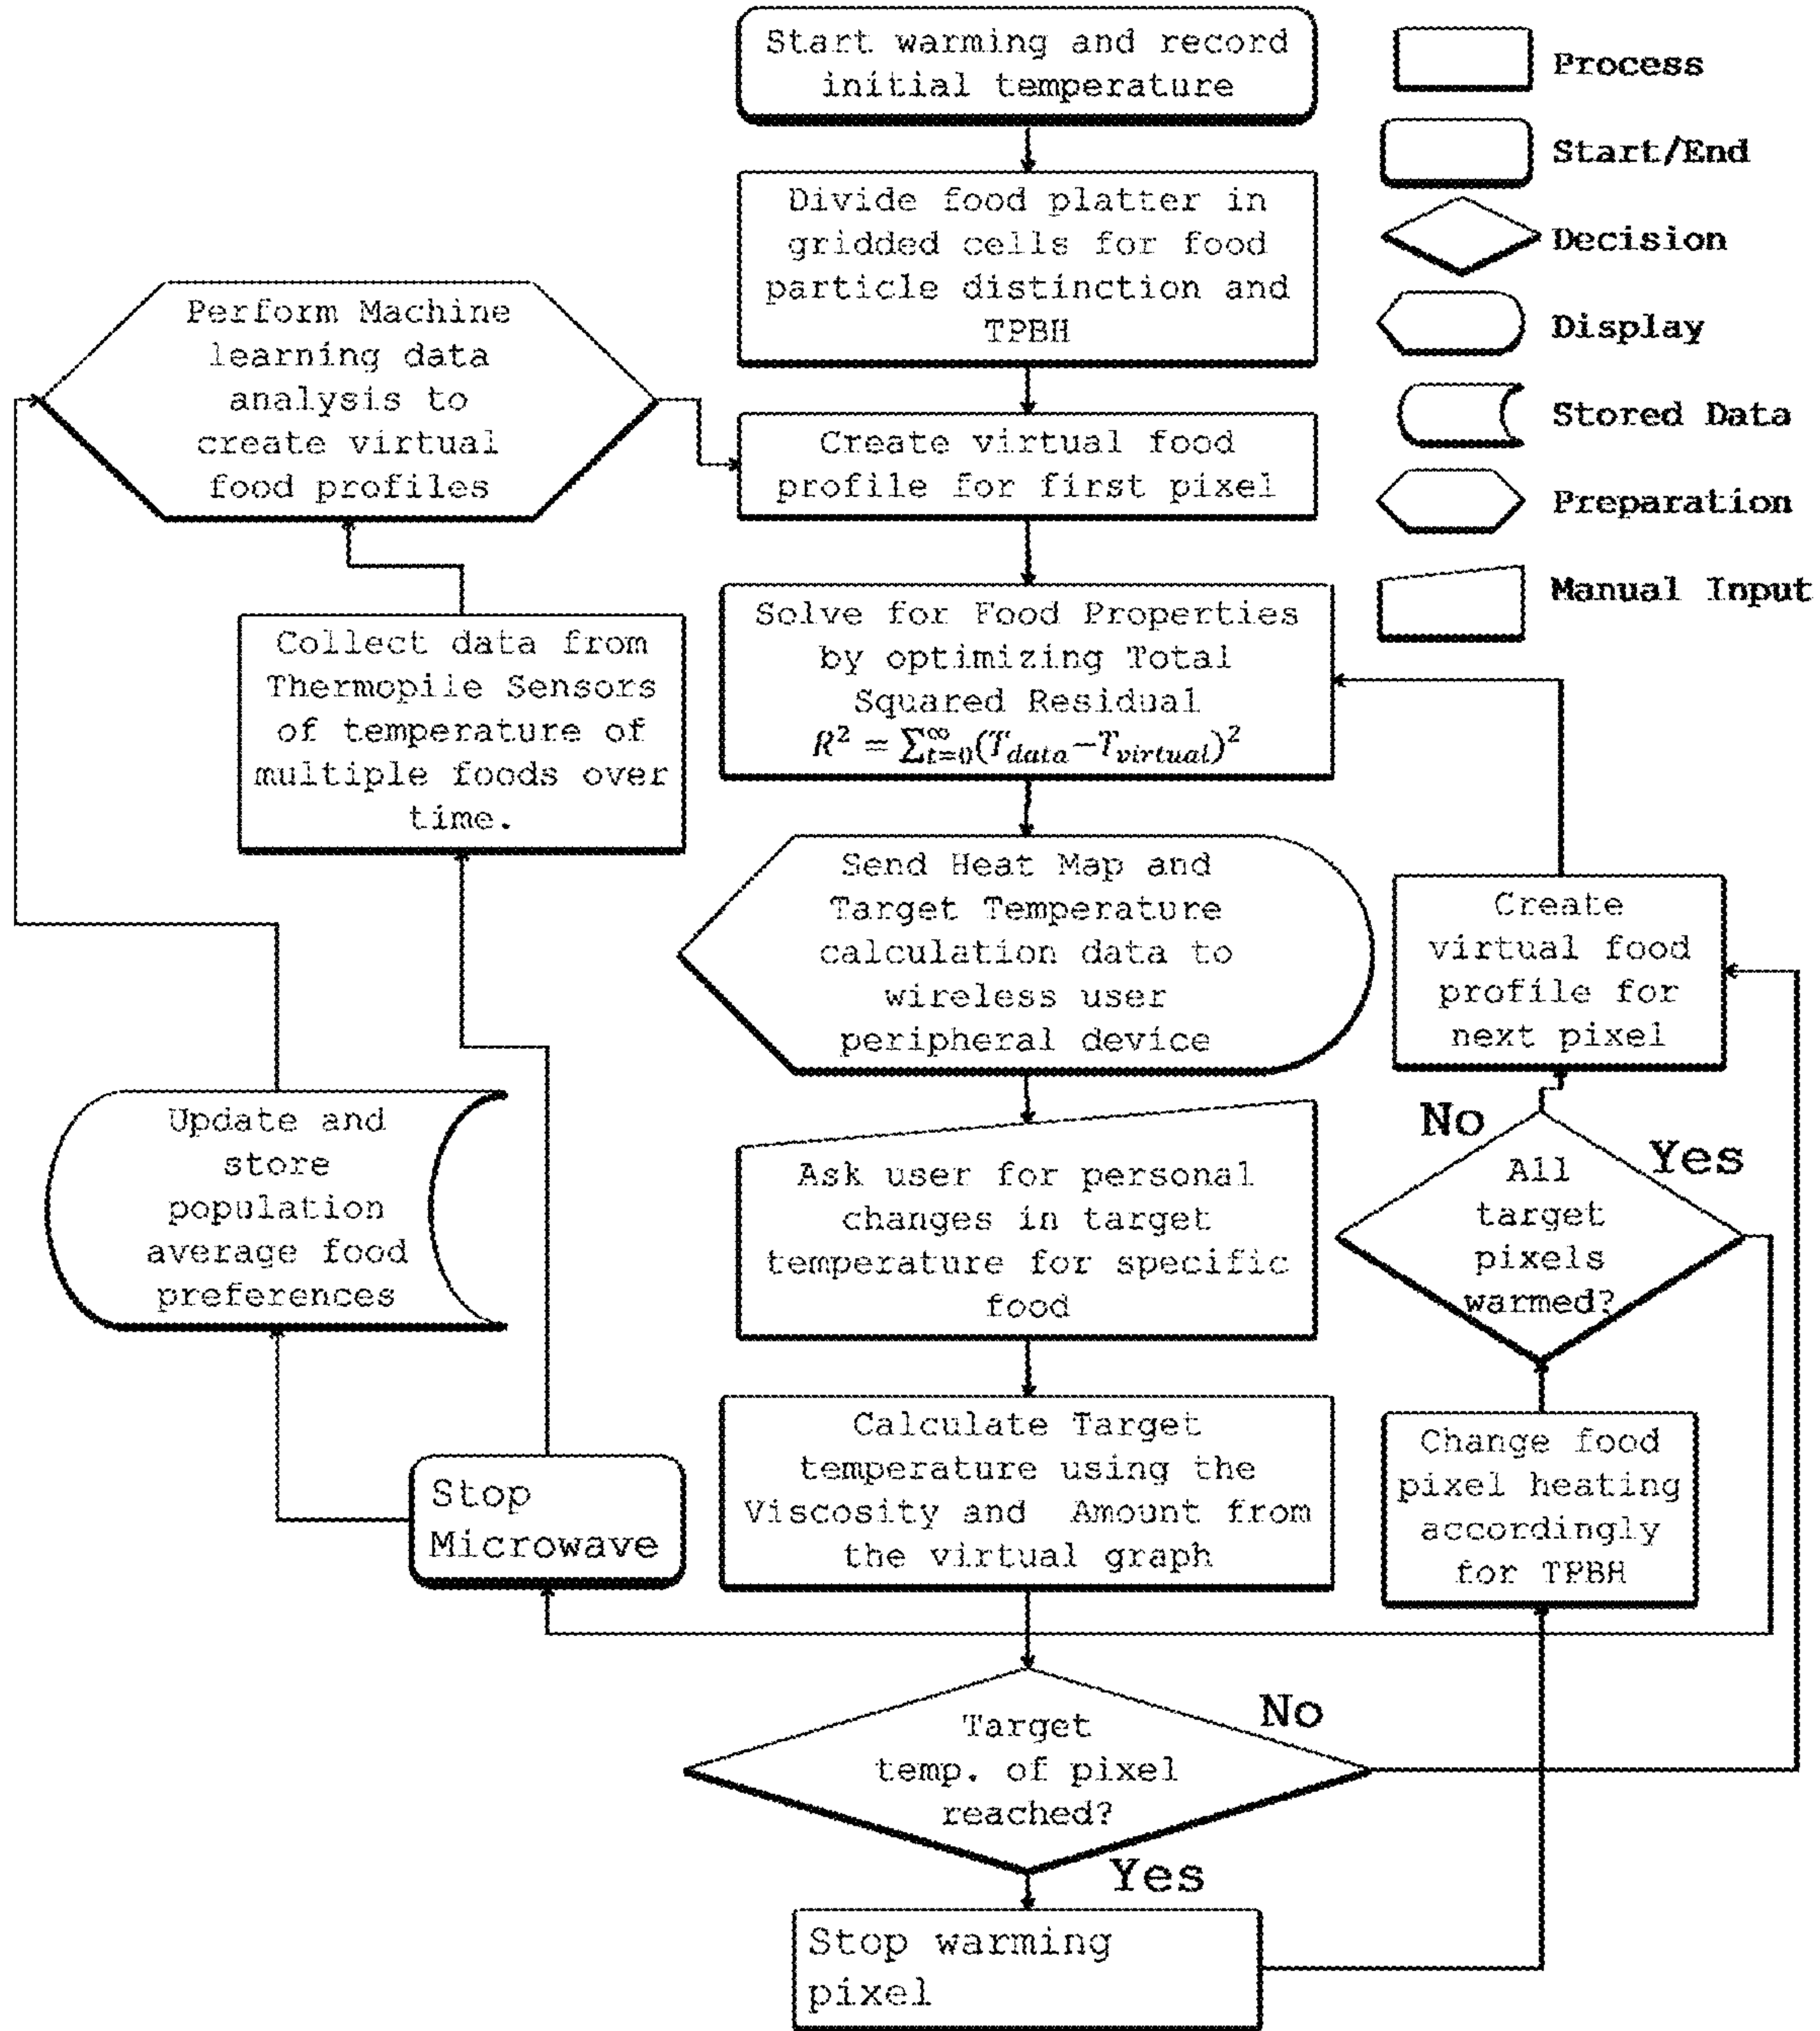 Start warming and record
initial temperature
Process
Start/End
Decision
Display
Stored Data
Preparation
Manual Input
Divide food platter in
gridded cells for food
particle distinction and
TPBH
Perform Machine
learning data
analysis to
create virtual
food profiles
Create virtual food
profile for first pixel
Solve for Food Properties
by optimizing Total
Squared Residual
R² = ∑_{t=0}^{∞}(T_{data}−T_{virtual})²
Collect data from
Thermopile Sensors
of temperature of
multiple foods over
time.
Send Heat Map and
Target Temperature
calculation data to
wireless user
peripheral device
Create
virtual food
profile for
next pixel
Update and
store
population
average food
preferences
Ask user for personal
changes in target
temperature for specific
food
No
Yes
All
target
pixels
warmed?
Stop
Microwave
Calculate Target
temperature using the
Viscosity and Amount from
the virtual graph
Change food
pixel heating
accordingly
for TPBH
Target
temp. of pixel
reached?
No
Yes
Stop warming
pixel